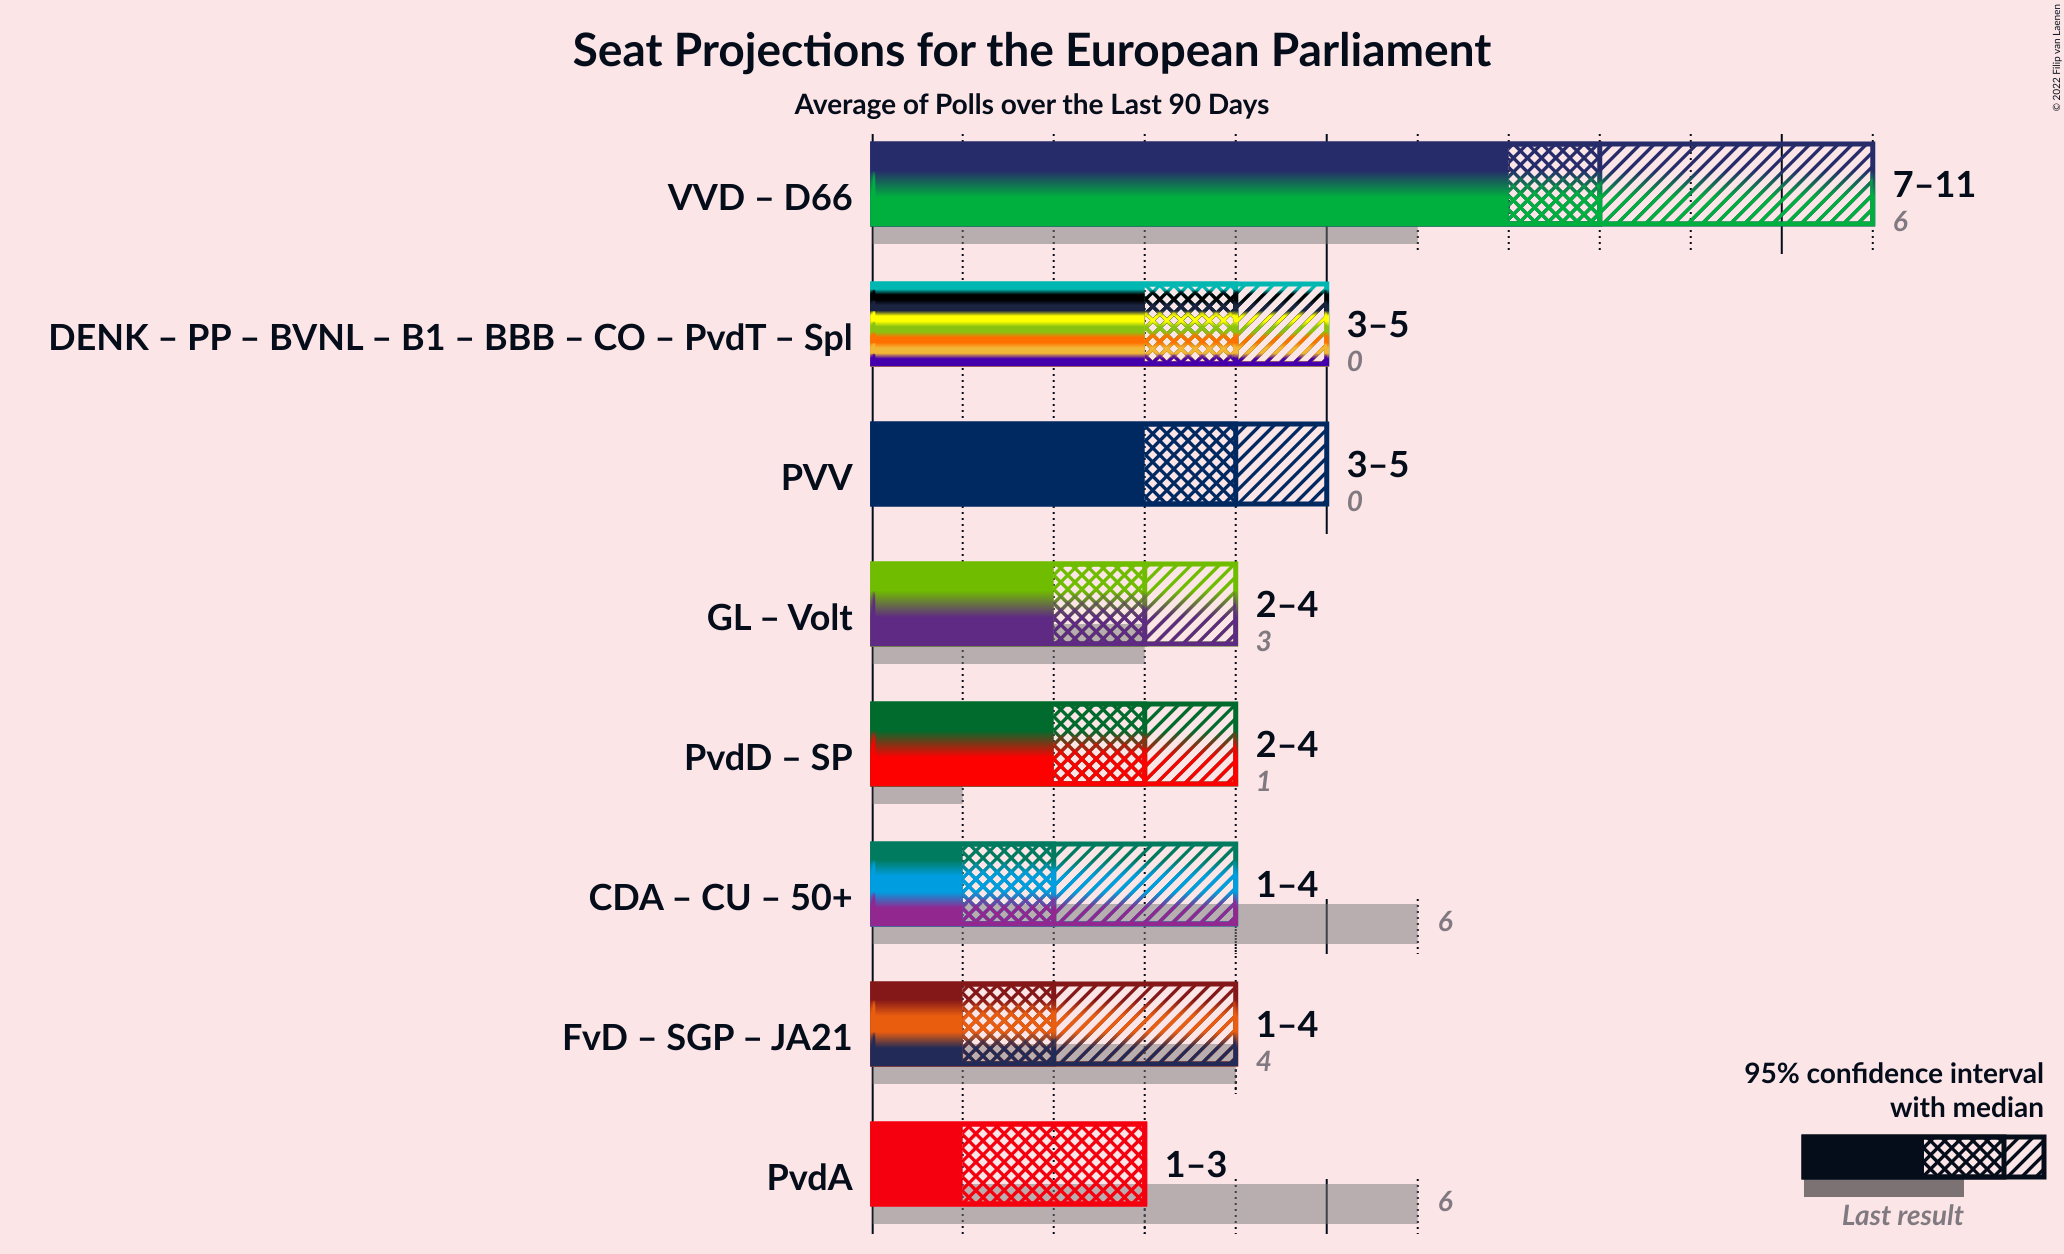 Seat Projections for the European Parliament
Average of Polls over the Last 90 Days
© 2022 Filip van Laenen
VVD – D66
7–11
6
DENK – PP – BVNL – B1 – BBB – CO – PvdT – Spl
3–5
0
PVV
3–5
0
GL – Volt
2–4
3
PvdD – SP
2–4
1
CDA – CU – 50+
1–4
6
FvD – SGP – JA21
1–4
4
PvdA
1–3
6
95% confidence interval
with median
Last result